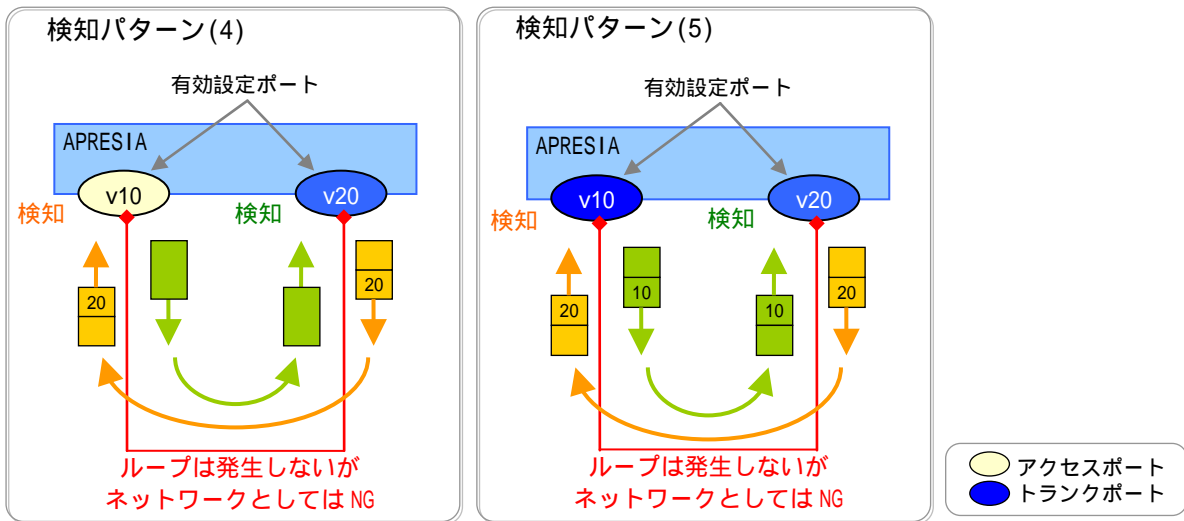 検知パターン(4)
有効設定ポート
APRESIA
v10
v20
検知
検知
20
20
ループは発生しないが
ネットワークとしては NG
検知パターン(5)
有効設定ポート
APRESIA
v10
v20
検知
検知
20
10
10
20
ループは発生しないが
ネットワークとしては NG
アクセスポート
トランクポート